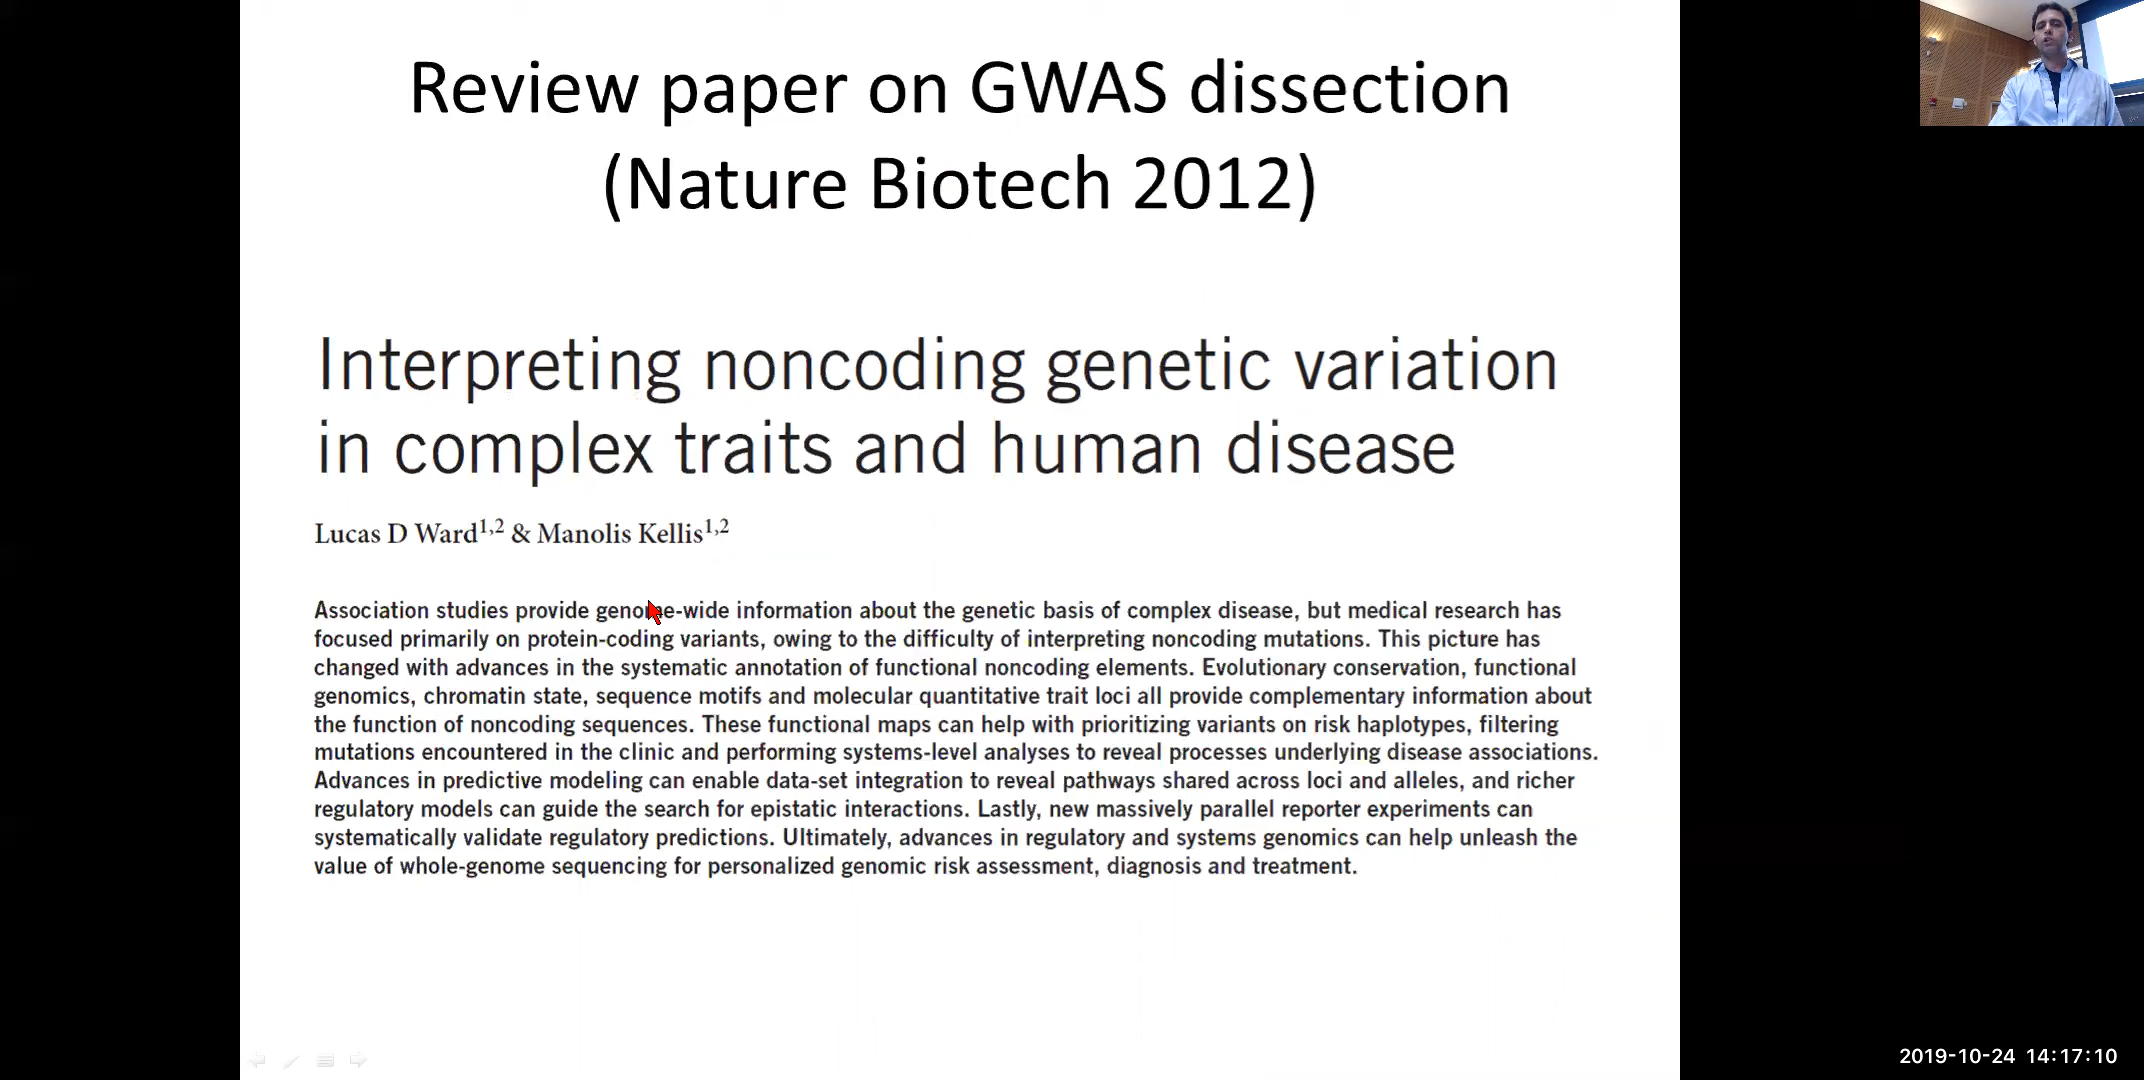 Review paper on GWAS dissection
(Nature Biotech 2012)
Interpreting noncoding genetic variation
in complex traits and human disease
Lucas D Ward1,2 & Manolis Kellis1,2
Association studies provide genome-wide information about the genetic basis of complex disease, but medical research has
focused primarily on protein-coding variants, owing to the difficulty of interpreting noncoding mutations. This picture has
changed with advances in the systematic annotation of functional noncoding elements. Evolutionary conservation, functional
genomics, chromatin state, sequence motifs and molecular quantitative trait loci all provide complementary information about
the function of noncoding sequences. These functional maps can help with prioritizing variants on risk haplotypes, filtering
mutations encountered in the clinic and performing systems-level analyses to reveal processes underlying disease associations.
Advances in predictive modeling can enable data-set integration to reveal pathways shared across loci and alleles, and richer
regulatory models can guide the search for epistatic interactions. Lastly, new massively parallel reporter experiments can
systematically validate regulatory predictions. Ultimately, advances in regulatory and systems genomics can help unleash the
value of whole-genome sequencing for personalized genomic risk assessment, diagnosis and treatment.
2019-10-24 14:17:10